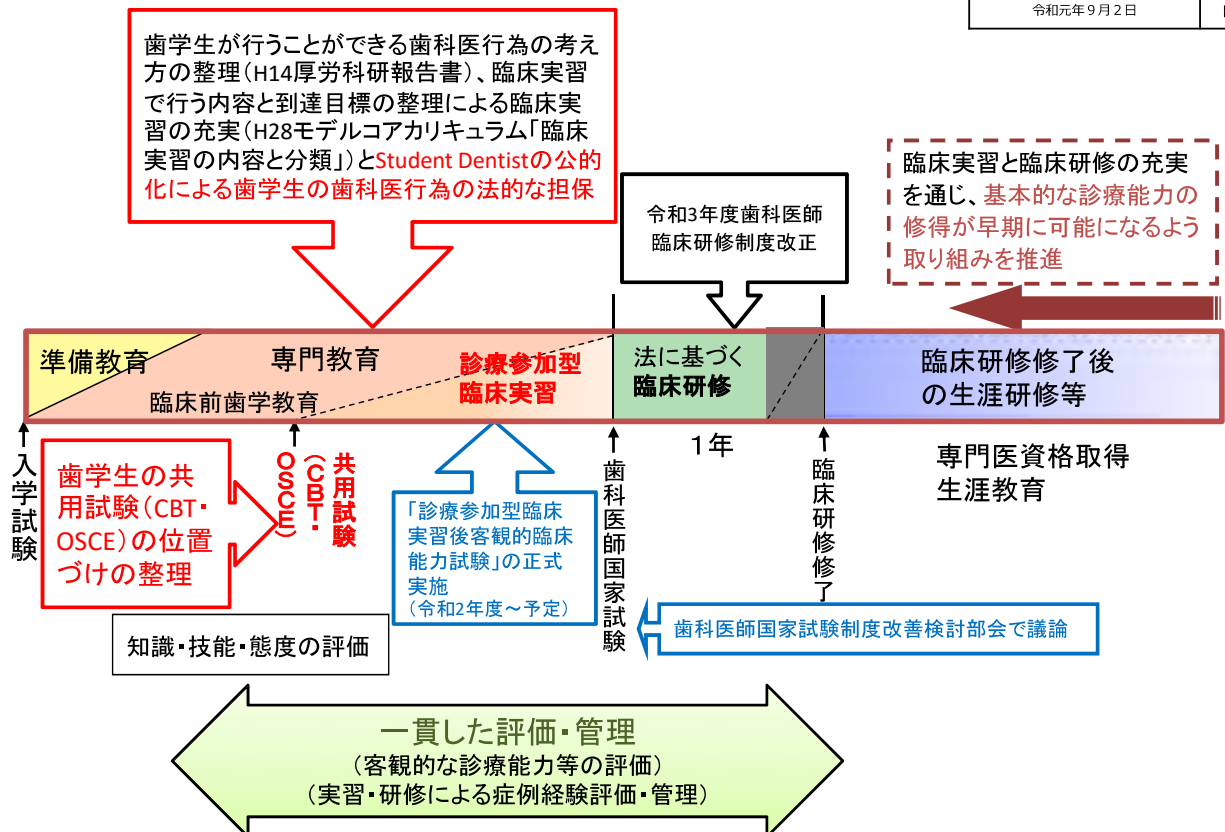 令和元年9月2日
歯学生が行うことができる歯科医行為の考え
方の整理(H14厚労科研報告書)、臨床実習
で行う内容と到達目標の整理による臨床実
習の充実(H28モデルコアカリキュラム「臨床
実習の内容と分類」)とStudent Dentistの公的
化による歯学生の歯科医行為の法的な担保
令和3年度歯科医師
臨床研修制度改正
臨床実習と臨床研修の充実
を通じ、基本的な診療能力の
修得が早期に可能になるよう
取り組みを推進
準備教育
専門教育
臨床前歯学教育
診療参加型
臨床実習
法に基づく
臨床研修
臨床研修修了後
の生涯研修等
1年
専門医資格取得
生涯教育
↑入学試験
歯学生の共
用試験(CBT・
OSCE)の位置
づけの整理
共用試験
(CBT・
OSCE)
「診療参加型臨床
実習後客観的臨床
能力試験」の正式
実施
(令和2年度~予定)
↑歯科医師国家試験
↑臨床研修修了
歯科医師国家試験制度改善検討部会で議論
知識・技能・態度の評価
一貫した評価・管理
(客観的な診療能力等の評価)
(実習・研修による症例経験評価・管理)